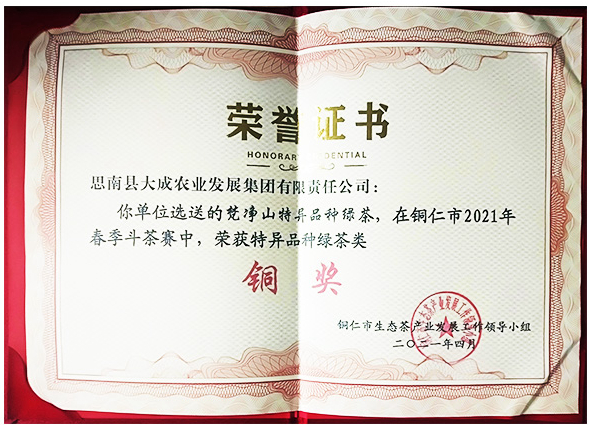 荣誉证书
HONORARY CREDENTIAL
思南县大成农业发展集团有限责任公司：
你单位选送的梵净山特异品种绿茶，在铜仁市2021年
春季斗茶赛中，荣获特异品种绿茶类
铜 奖
铜仁市生态茶产业发展工作领导小组
二〇二一年四月